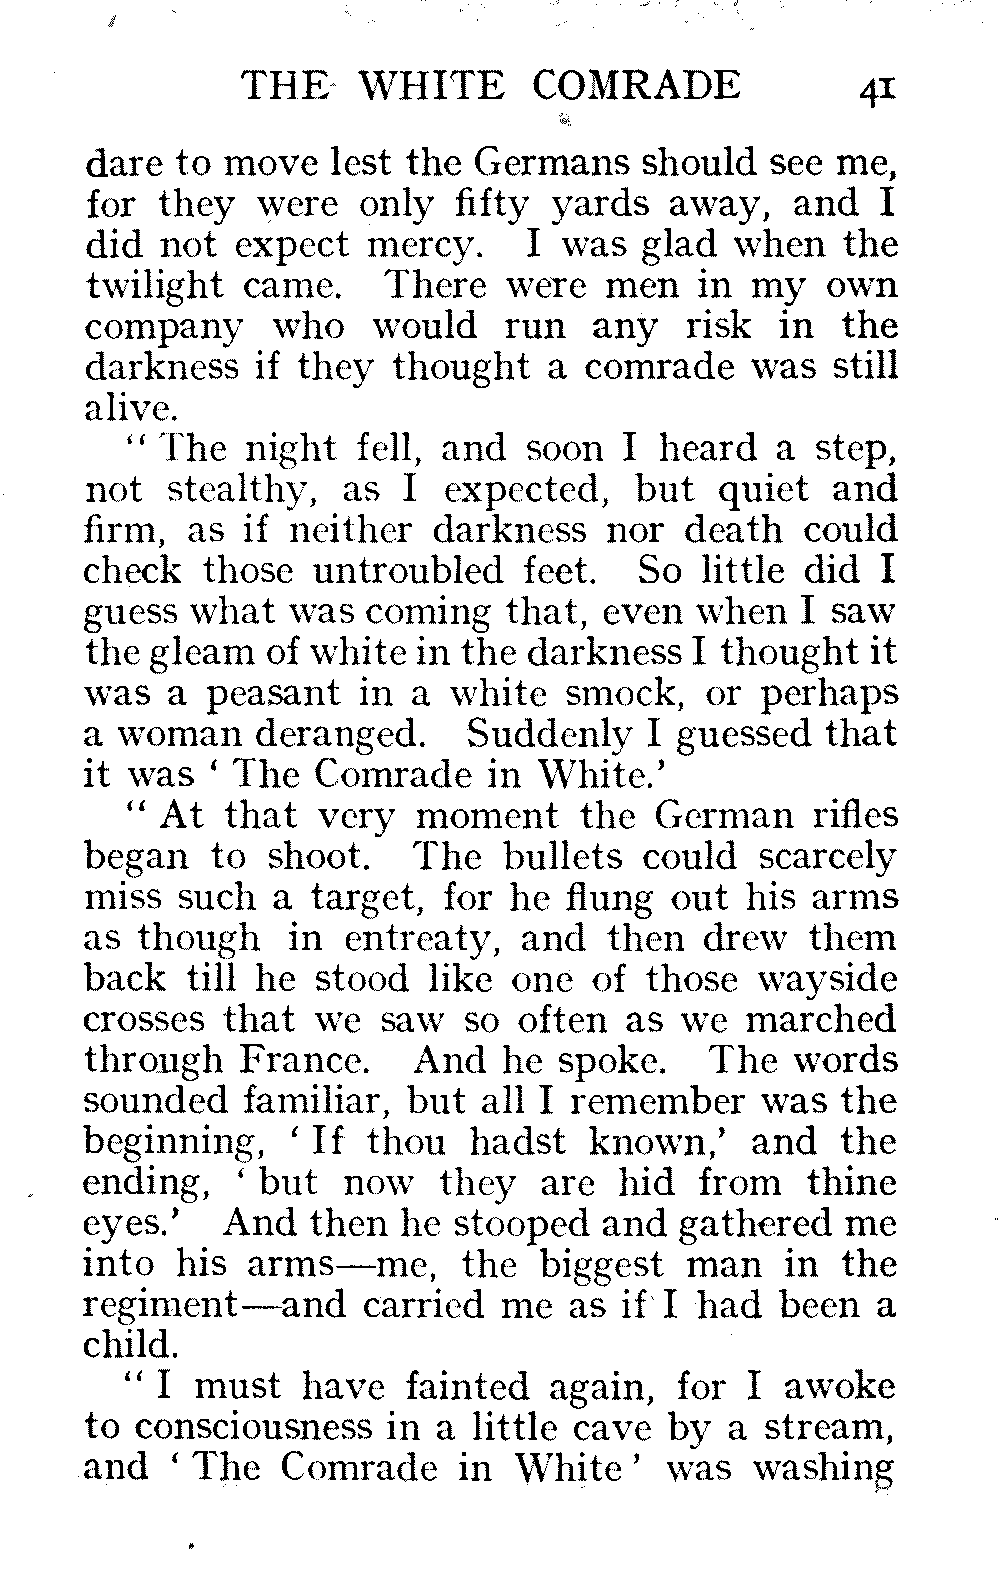 THE WHITE COMRADE 41
dare to move lest the Germans should see me,
for they were only fifty yards away, and I
did not expect mercy. I was glad when the
twilight came. There were men in my own
company who would run any risk in the
darkness if they thought a comrade was still
alive.
“ The night fell, and soon I heard a step,
not stealthy, as I expected, but quiet and
firm, as if neither darkness nor death could
check those untroubled feet. So little did I
guess what was coming that, even when I saw
the gleam of white in the darkness I thought it
was a peasant in a white smock, or perhaps
a woman deranged. Suddenly I guessed that
it was ‘ The Comrade in White.’
“ At that very moment the German rifles
began to shoot. The bullets could scarcely
miss such a target, for he flung out his arms
as though in entreaty, and then drew them
back till he stood like one of those wayside
crosses that we saw so often as we marched
through France. And he spoke. The words
sounded familiar, but all I remember was the
beginning, ‘ If thou hadst known,’ and the
ending, ‘ but now they are hid from thine
eyes.’ And then he stooped and gathered me
into his arms—me, the biggest man in the
regiment—and carried me as if I had been a
child.
“ I must have fainted again, for I awoke
to consciousness in a little cave by a stream,
and ‘ The Comrade in White ’ was washing